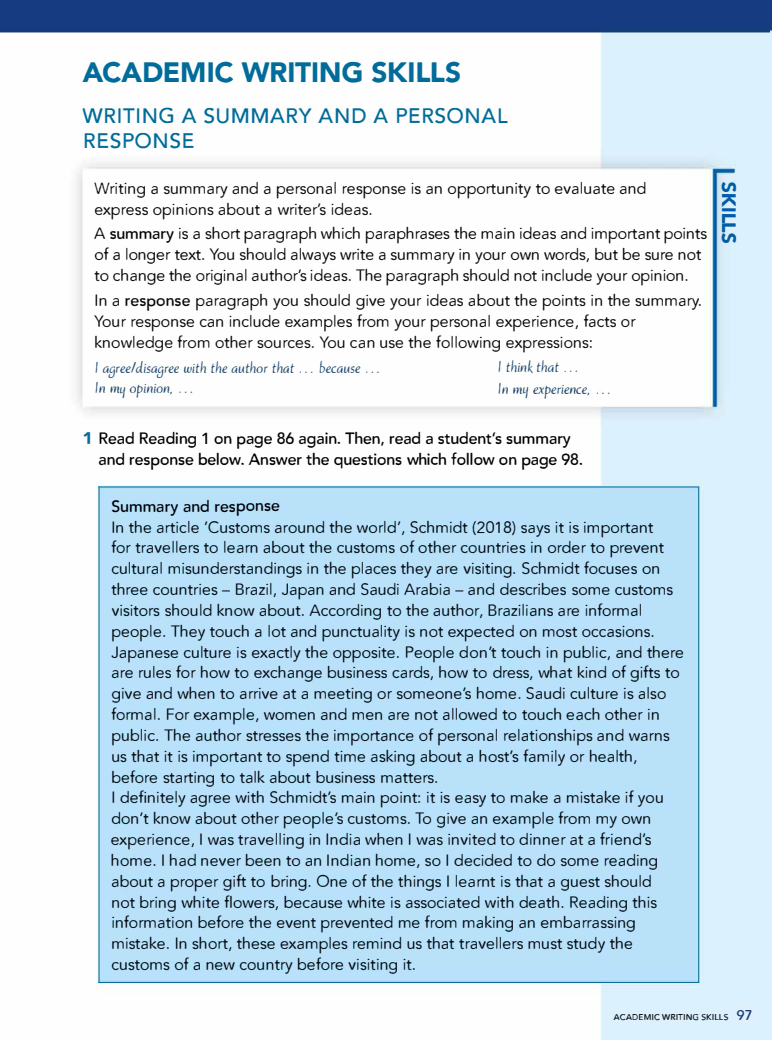 ACADEMIC WRITING SKILLS
WRITING A SUMMARY AND A PERSONAL
RESPONSE
SKILLS
Writing a summary and a personal response is an opportunity to evaluate and
express opinions about a writer's ideas.
A summary is a short paragraph which paraphrases the main ideas and important points
of a longer text. You should always write a summary in your own words, but be sure not
to change the original author's ideas. The paragraph should not include your opinion.
In a response paragraph you should give your ideas about the points in the summary.
Your response can include examples from your personal experience, facts or
knowledge from other sources. You can use the following expressions:
I agree/disagree with the author that … because …
I think that …
In my opinion, …
In my experience, …
1 Read Reading 1 on page 86 again. Then, read a student's summary
and response below. Answer the questions which follow on page 98.
Summary and response
In the article 'Customs around the world', Schmidt (2018) says it is important
for travellers to learn about the customs of other countries in order to prevent
cultural misunderstandings in the places they are visiting. Schmidt focuses on
three countries – Brazil, Japan and Saudi Arabia – and describes some customs
visitors should know about. According to the author, Brazilians are informal
people. They touch a lot and punctuality is not expected on most occasions.
Japanese culture is exactly the opposite. People don't touch in public, and there
are rules for how to exchange business cards, how to dress, what kind of gifts to
give and when to arrive at a meeting or someone's home. Saudi culture is also
formal. For example, women and men are not allowed to touch each other in
public. The author stresses the importance of personal relationships and warns
us that it is important to spend time asking about a host's family or health,
before starting to talk about business matters.
I definitely agree with Schmidt's main point: it is easy to make a mistake if you
don't know about other people's customs. To give an example from my own
experience, I was travelling in India when I was invited to dinner at a friend's
home. I had never been to an Indian home, so I decided to do some reading
about a proper gift to bring. One of the things I learnt is that a guest should
not bring white flowers, because white is associated with death. Reading this
information before the event prevented me from making an embarrassing
mistake. In short, these examples remind us that travellers must study the
customs of a new country before visiting it.
ACADEMIC WRITING SKILLS 97